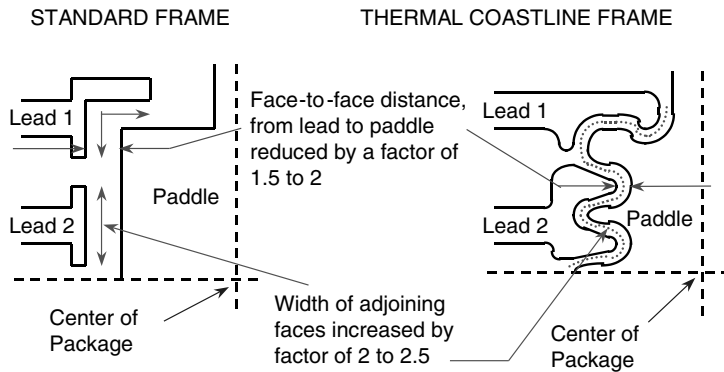 STANDARD FRAME
THERMAL COASTLINE FRAME
Lead 1
Lead 2
Paddle
Center of
Package
Face-to-face distance,
from lead to paddle
reduced by a factor of
1.5 to 2
Width of adjoining
faces increased by
factor of 2 to 2.5
Lead 1
Lead 2
Paddle
Center of
Package